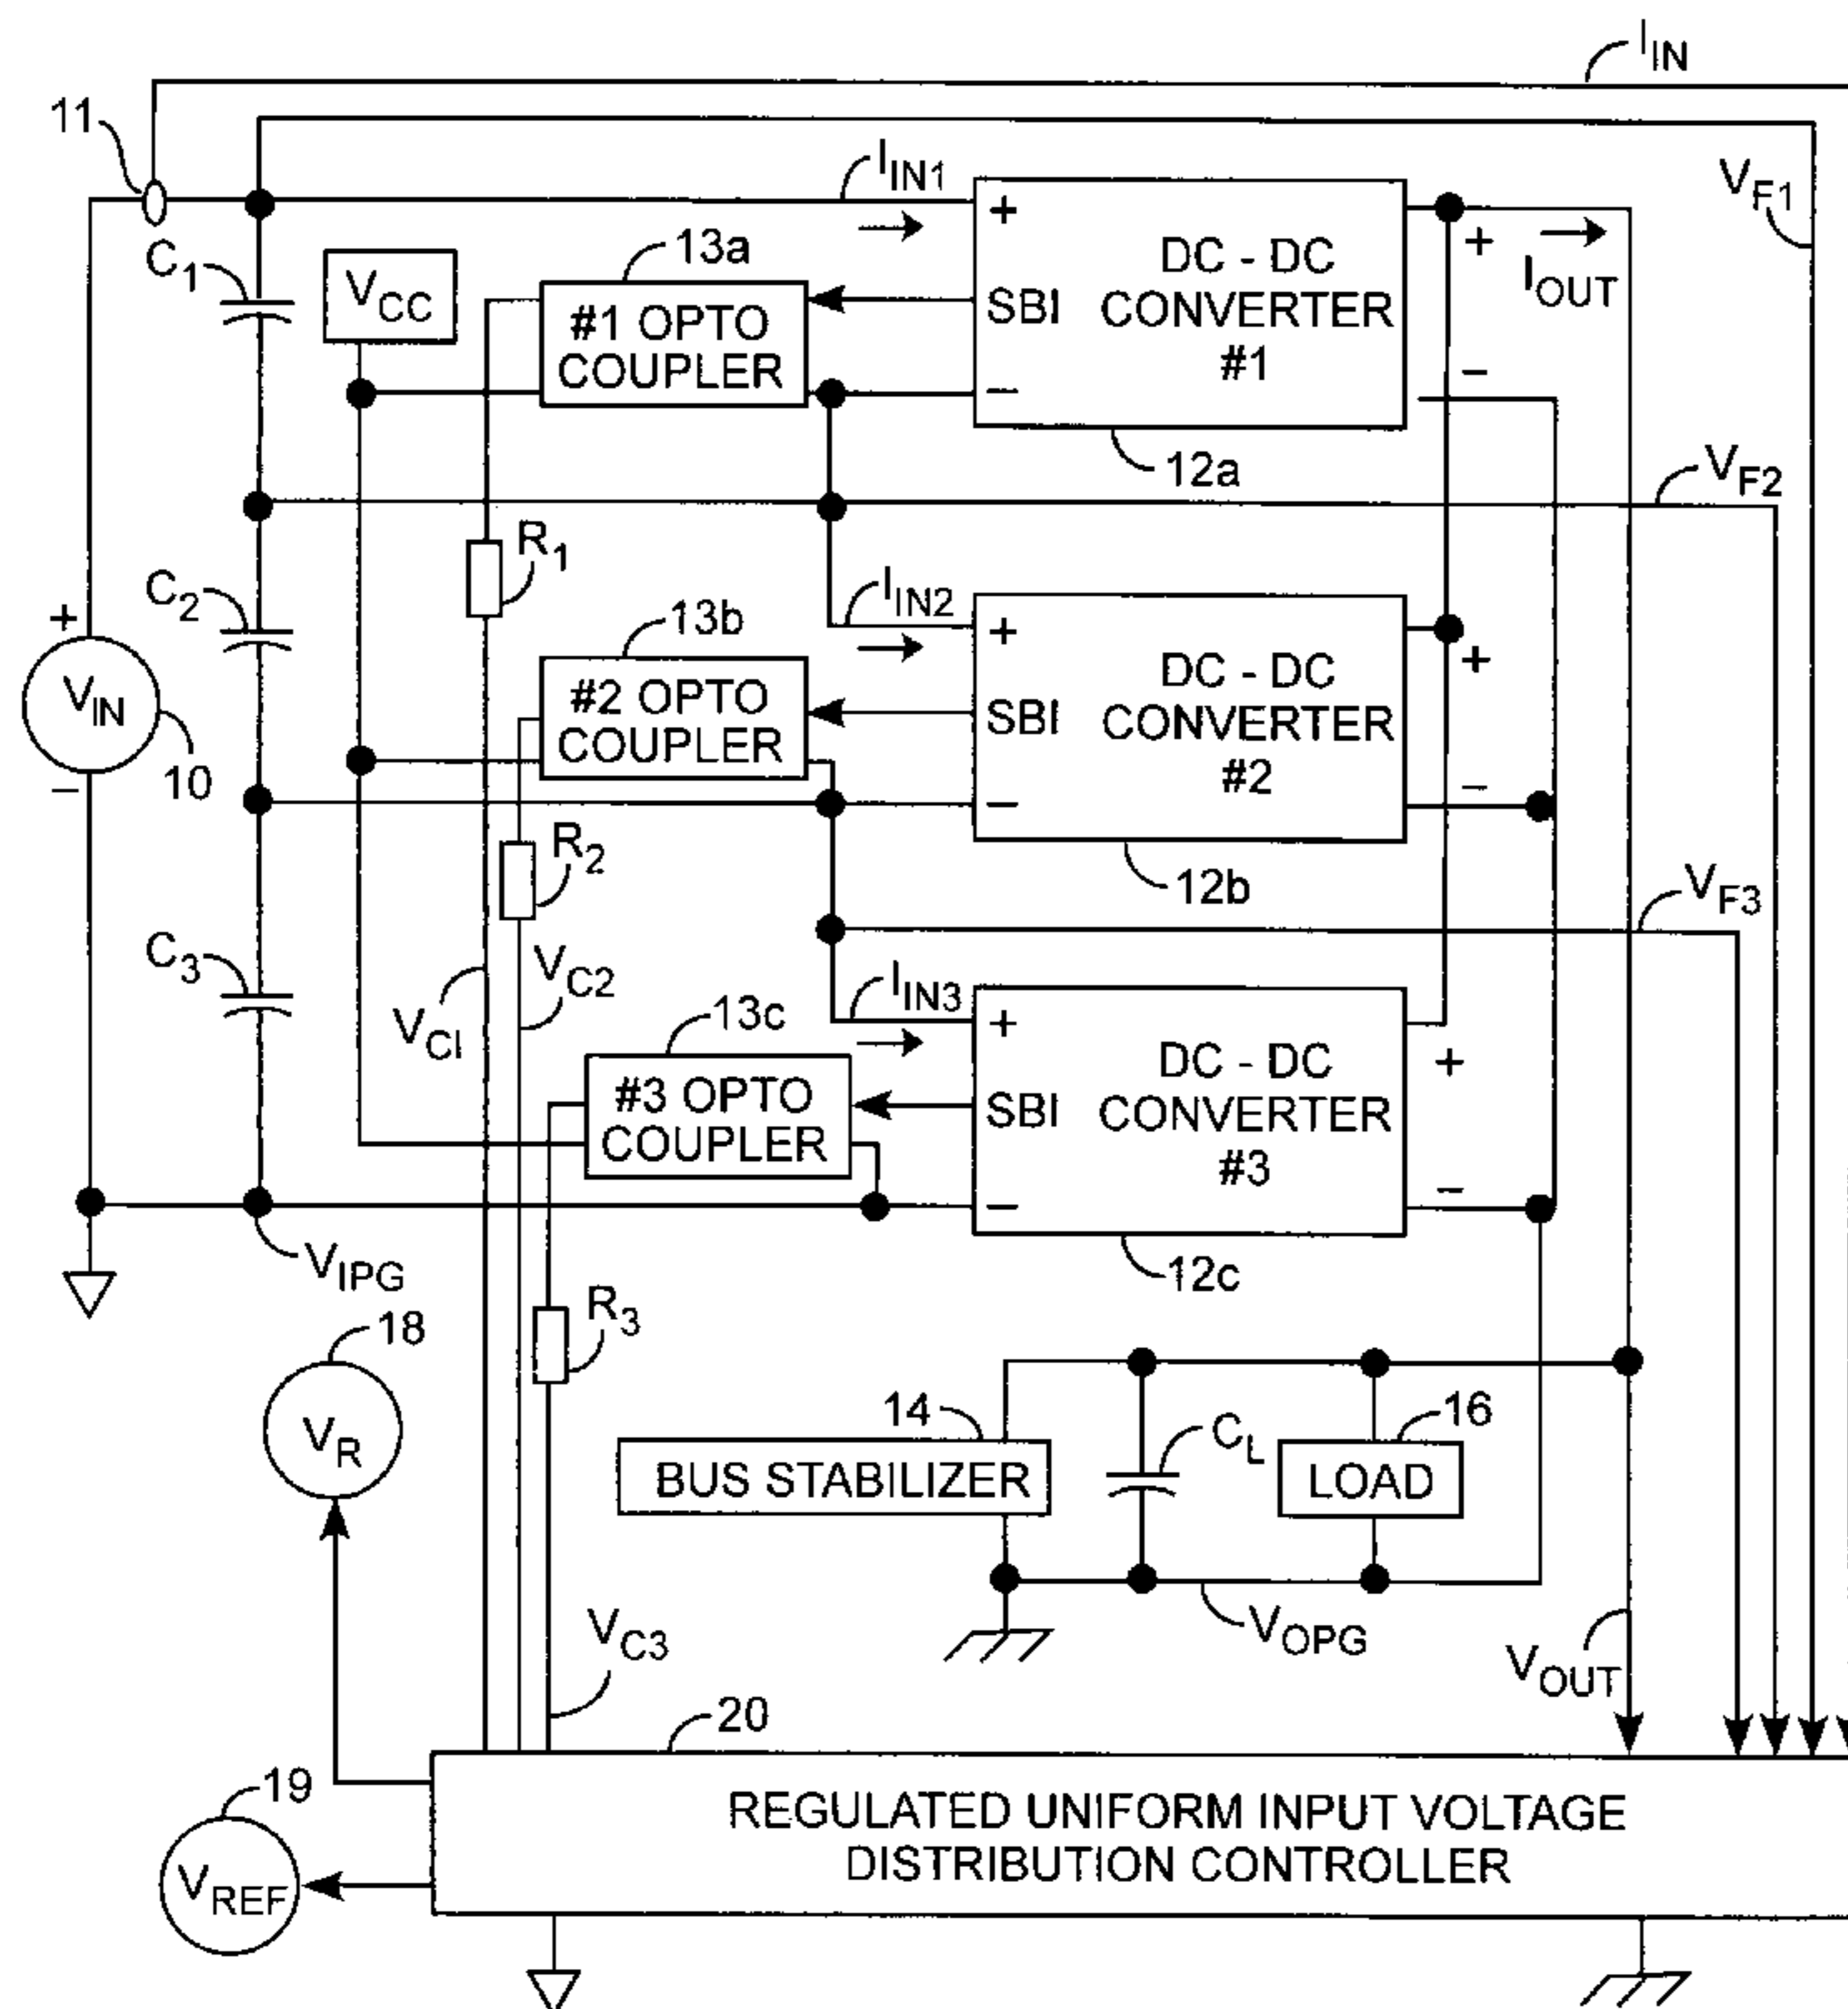 I_IN
11
I_IN1
V_F1
C_1
V_CC
13a
#1 OPTO
COUPLER
+
SBI
−
DC - DC
CONVERTER
#1
+
−
I_OUT
12a
V_F2
R_1
C_2
I_IN2
13b
+
V_IN
−
10
#2 OPTO
COUPLER
+
SBI
−
DC - DC
CONVERTER
#2
+
−
12b
R_2
V_F3
C_3
V_CI
V_C2
I_IN3
13c
#3 OPTO
COUPLER
+
SBI
−
DC - DC
CONVERTER
#3
+
−
12c
V_IPG
R_3
18
V_R
14
BUS STABILIZER
C_L
16
LOAD
V_OPG
V_C3
V_OUT
20
19
V_REF
REGULATED UNIFORM INPUT VOLTAGE
DISTRIBUTION CONTROLLER